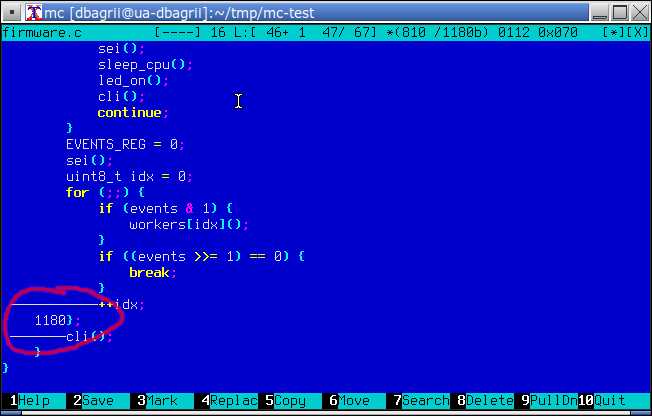 mc [dbagrii@ua-dbagrii]:~/tmp/mc-test
firmware.c [----] 16 L:[ 46+ 1 47/ 67] *(810 /1180b) 0112 0x070 [*][X]
sei();
sleep_cpu();
led_on();
cli();
continue;
}
EVENTS_REG = 0;
sei();
uint8_t idx = 0;
for (;;) {
if (events & 1) {
workers[idx]();
}
if ((events >>= 1) == 0) {
break;
}
++idx;
1180};
cli();
}
}
1Help 2Save 3Mark 4Replac 5Copy 6Move 7Search 8Delete 9PullDn 10Quit